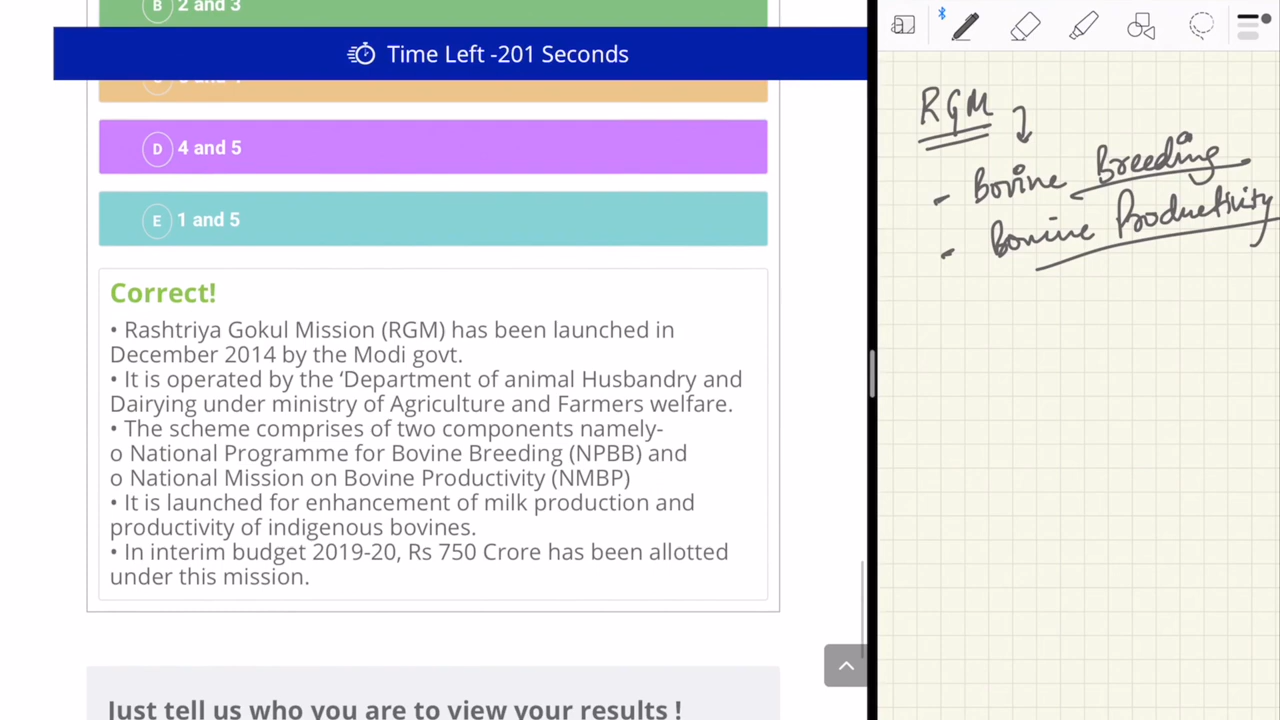 B 2 and 3
Time Left -201 Seconds
D 4 and 5
E 1 and 5
Correct!
• Rashtriya Gokul Mission (RGM) has been launched in
December 2014 by the Modi govt.
• It is operated by the ‘Department of animal Husbandry and
Dairying under ministry of Agriculture and Farmers welfare.
• The scheme comprises of two components namely-
o National Programme for Bovine Breeding (NPBB) and
o National Mission on Bovine Productivity (NMBP)
• It is launched for enhancement of milk production and
productivity of indigenous bovines.
• In interim budget 2019-20, Rs 750 Crore has been allotted
under this mission.
Just tell us who you are to view your results !
RGM
- Bovine Breeding
- Bovine Productivity